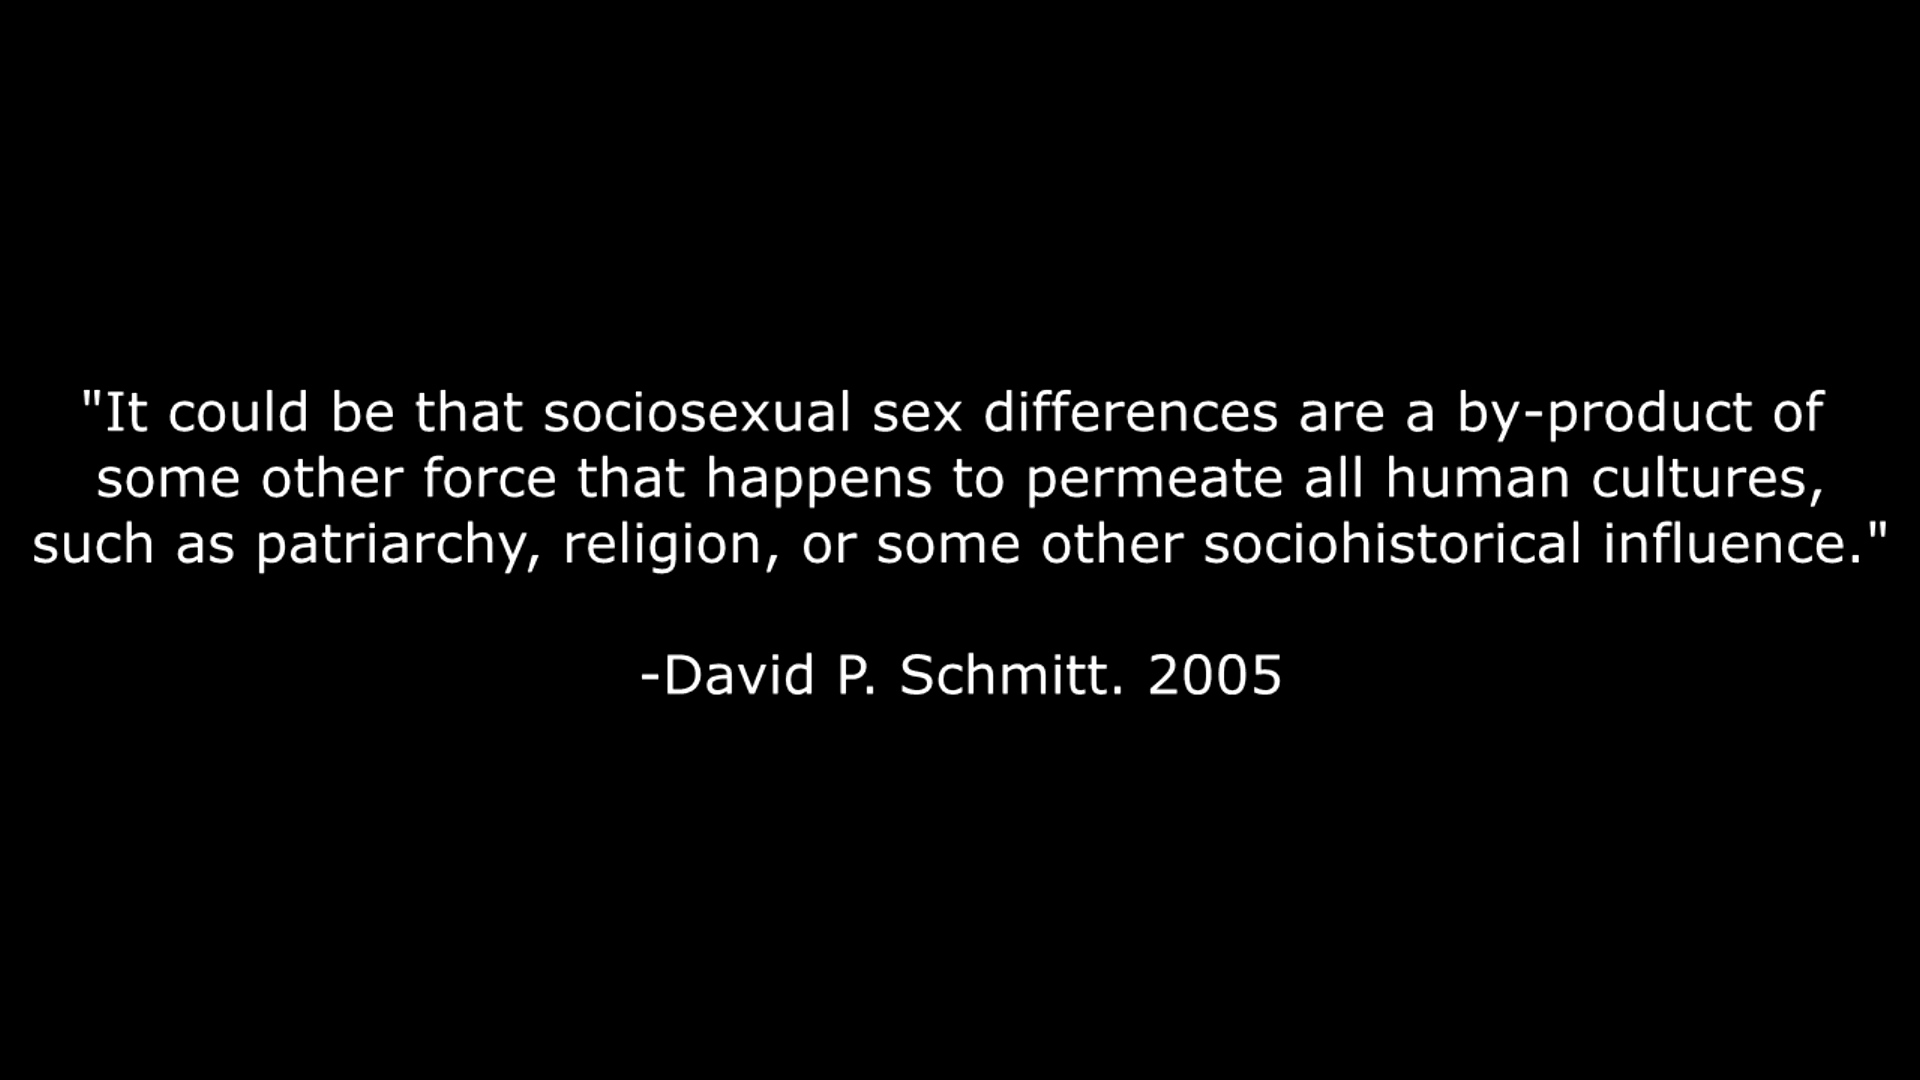 "It could be that sociosexual sex differences are a by-product of
some other force that happens to permeate all human cultures,
such as patriarchy, religion, or some other sociohistorical influence."
-David P. Schmitt. 2005